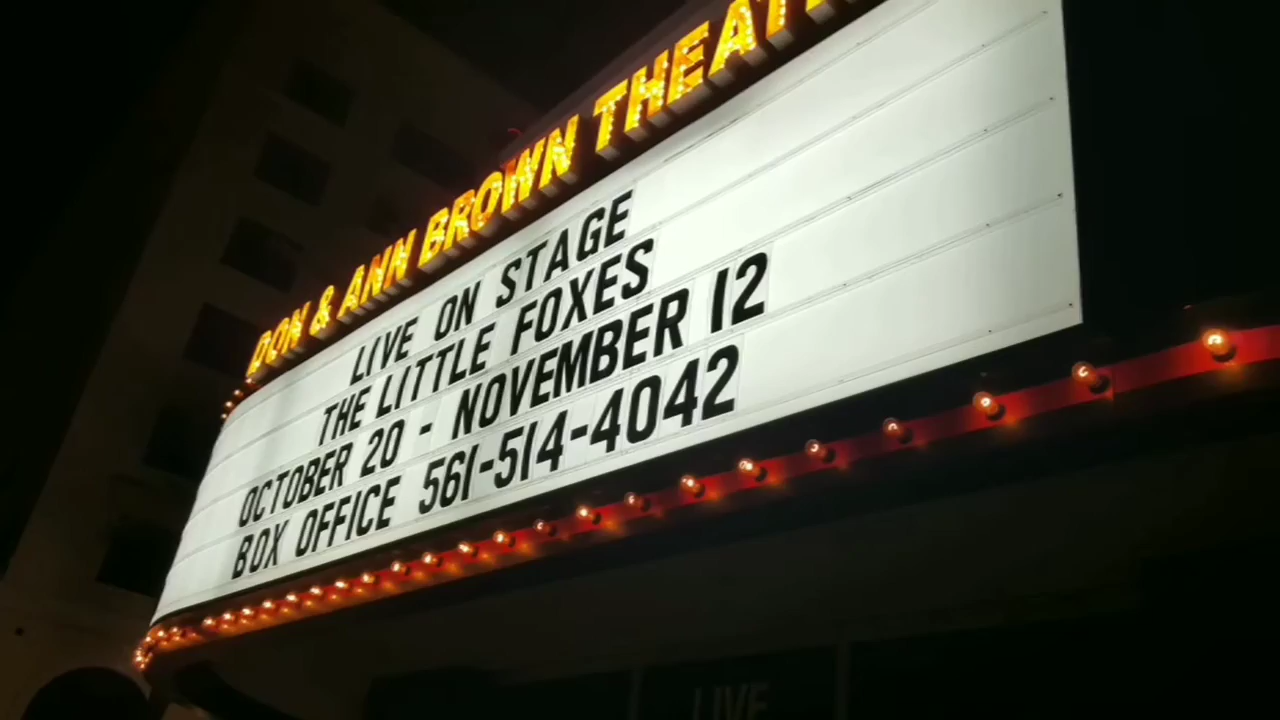 DON & ANN BROWN THEAT
LIVE ON STAGE
THE LITTLE FOXES
OCTOBER 20 - NOVEMBER 12
BOX OFFICE 561-514-4042
LIVE